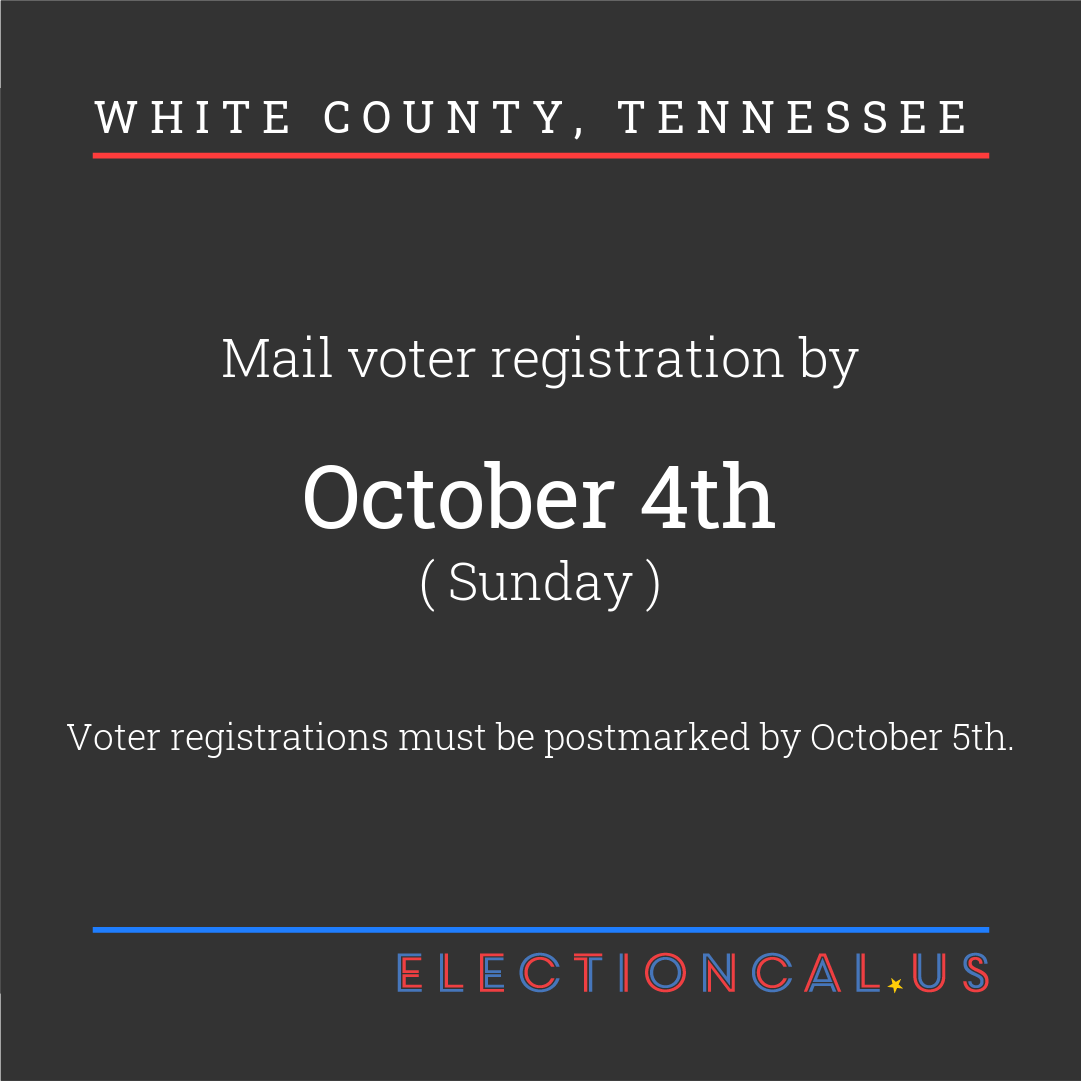 WHITE COUNTY, TENNESSEE
Mail voter registration by
October 4th
( Sunday )
Voter registrations must be postmarked by October 5th.
ELECTIONCAL.US